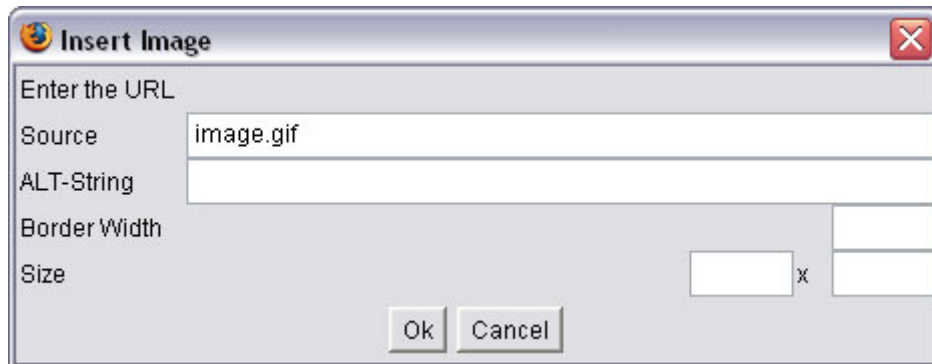 Insert Image
Enter the URL
Source image.gif
ALT-String
Border Width
Size x
Ok Cancel